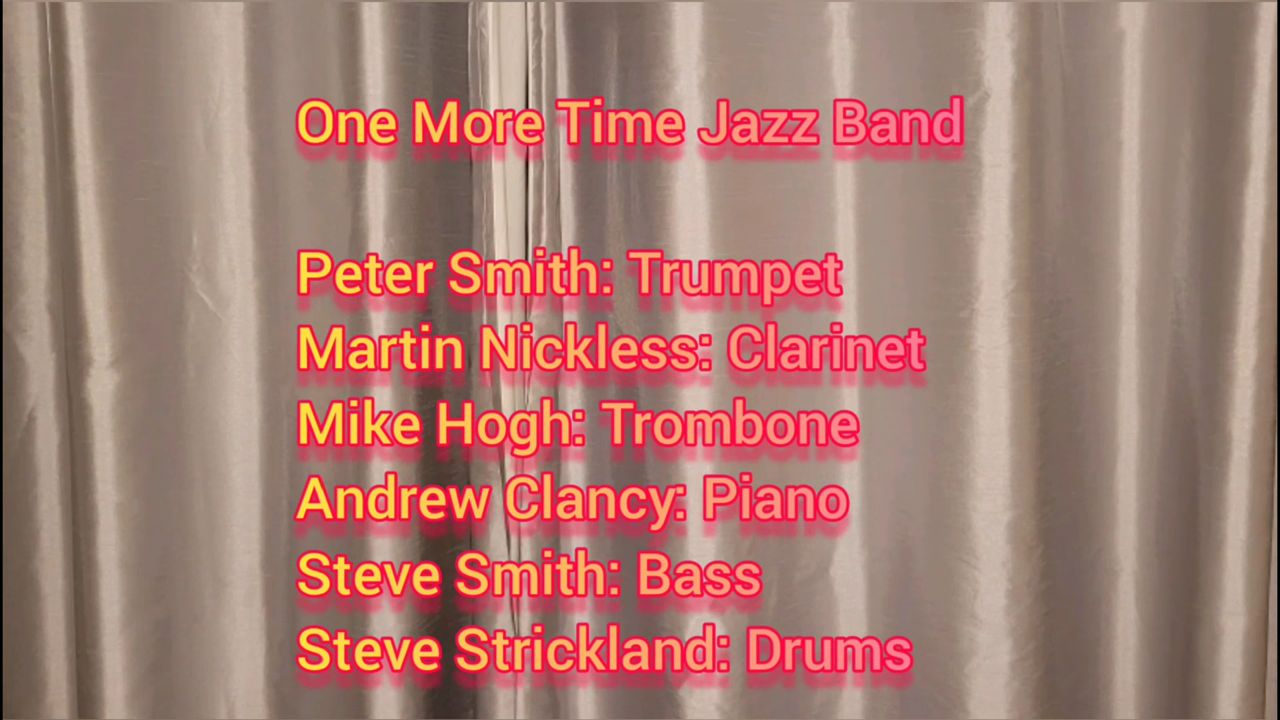 One More Time Jazz Band
Peter Smith: Trumpet
Martin Nickless: Clarinet
Mike Hogh: Trombone
Andrew Clancy: Piano
Steve Smith: Bass
Steve Strickland: Drums